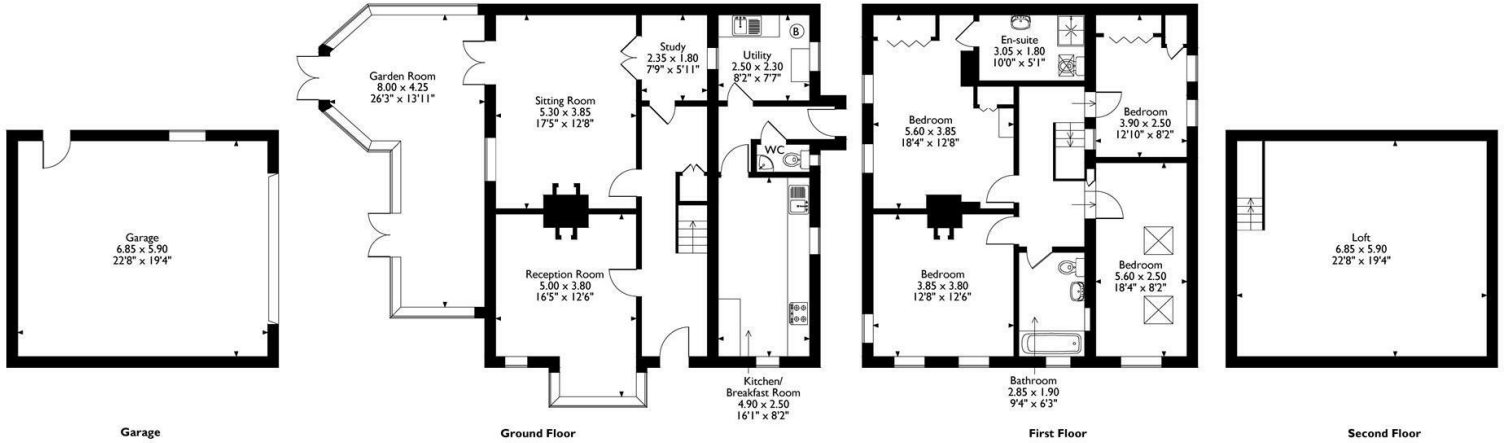 Garage
6.85 x 5.90
22'8" x 19'4"
Garage
Garden Room
8.00 x 4.25
26'3" x 13'11"
Sitting Room
5.30 x 3.85
17'5" x 12'8"
Study
2.35 x 1.80
7'9" x 5'11"
Utility
2.50 x 2.30
8'2" x 7'7"
B
WC
Reception Room
5.00 x 3.80
16'5" x 12'6"
Kitchen/
Breakfast Room
4.90 x 2.50
16'1" x 8'2"
Ground Floor
En-suite
3.05 x 1.80
10'0" x 5'1"
Bedroom
5.60 x 3.85
18'4" x 12'8"
Bedroom
3.90 x 2.50
12'10" x 8'2"
Bedroom
3.85 x 3.80
12'8" x 12'6"
Bedroom
5.60 x 2.50
18'4" x 8'2"
Bathroom
2.85 x 1.90
9'4" x 6'3"
First Floor
Loft
6.85 x 5.90
22'8" x 19'4"
Second Floor